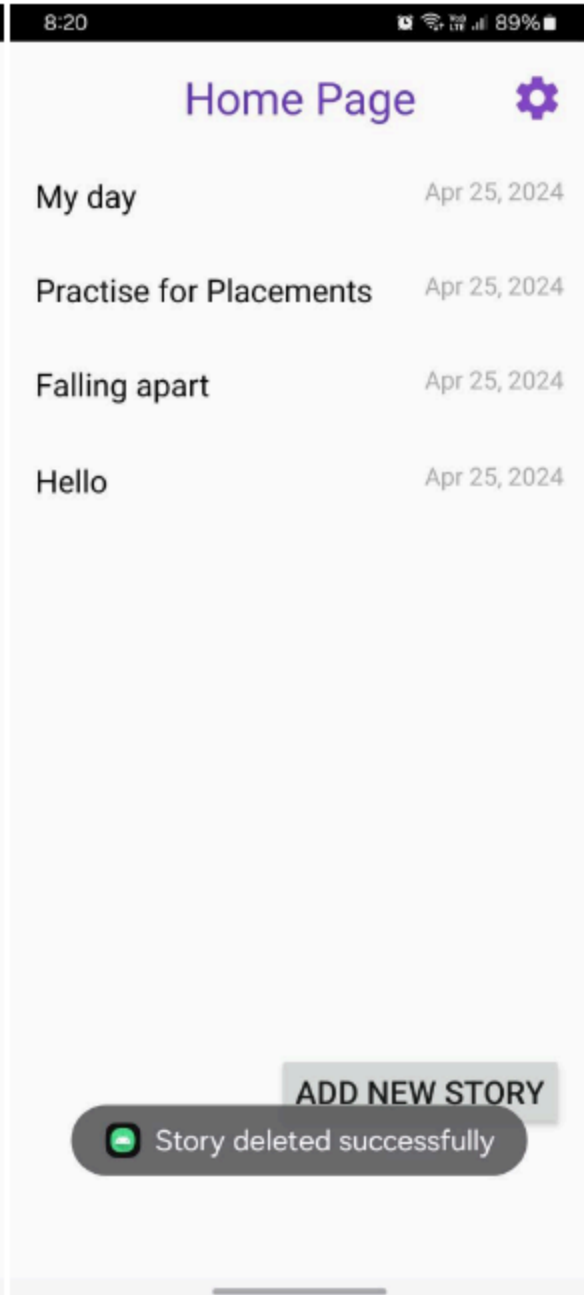 8:20 89%
Home Page
My day Apr 25, 2024
Practise for Placements Apr 25, 2024
Falling apart Apr 25, 2024
Hello Apr 25, 2024
ADD NEW STORY
Story deleted successfully